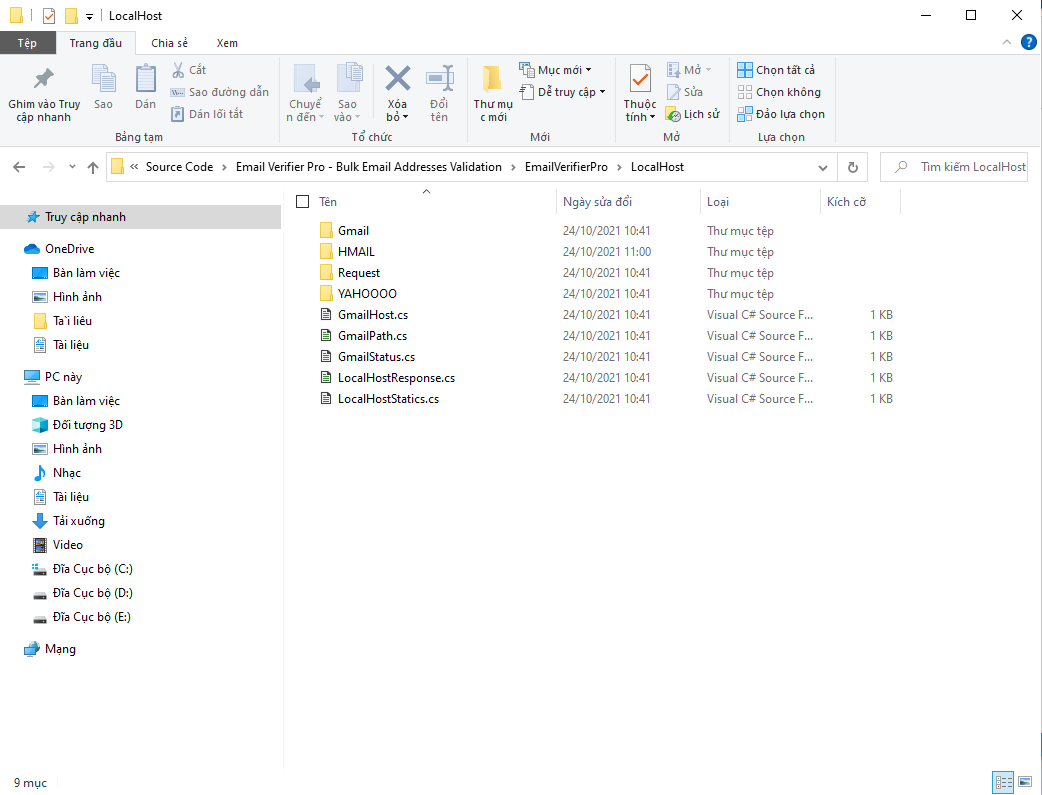 LocalHost
Tệp Trang đầu Chia sẻ Xem
Ghim vào Truy cập nhanh
Sao
Dán
Cắt
Sao đường dẫn
Dán lối tắt
Bảng tạm
Chuyể n đến
Sao vào
Xóa bỏ
Đổi tên
Tổ chức
Thư mụ c mới
Mục mới
Dễ truy cập
Mới
Thuộc tính
Mở
Sửa
Lịch sử
Mở
Chọn tất cả
Chọn không
Đảo lựa chọn
Lựa chọn
« Source Code › Email Verifier Pro - Bulk Email Addresses Validation › EmailVerifierPro › LocalHost
Tìm kiếm LocalHost
Truy cập nhanh
OneDrive
Bàn làm việc
Hình ảnh
Ta`i liêu
Tài liệu
PC này
Bàn làm việc
Đối tượng 3D
Hình ảnh
Nhạc
Tài liệu
Tải xuống
Video
Đĩa Cục bộ (C:)
Đĩa Cục bộ (D:)
Đĩa Cục bộ (E:)
Mạng
Tên Ngày sửa đổi Loại Kích cỡ
Gmail 24/10/2021 10:41 Thư mục tệp
HMAIL 24/10/2021 11:00 Thư mục tệp
Request 24/10/2021 10:41 Thư mục tệp
YAHOOOO 24/10/2021 10:41 Thư mục tệp
GmailHost.cs 24/10/2021 10:41 Visual C# Source F... 1 KB
GmailPath.cs 24/10/2021 10:41 Visual C# Source F... 1 KB
GmailStatus.cs 24/10/2021 10:41 Visual C# Source F... 1 KB
LocalHostResponse.cs 24/10/2021 10:41 Visual C# Source F... 1 KB
LocalHostStatics.cs 24/10/2021 10:41 Visual C# Source F... 1 KB
9 mục